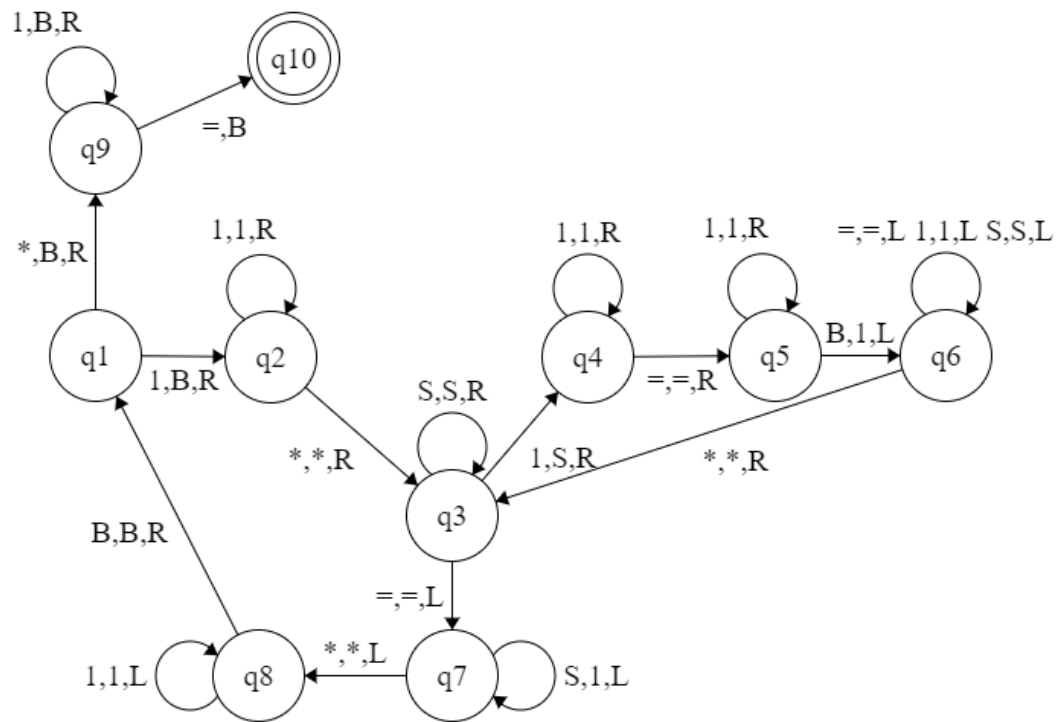 1,B,R
q10
=,B
q9
*,B,R
1,1,R
1,1,R
1,1,R
=,=,L 1,1,L S,S,L
q1
1,B,R
q2
q4
=,=,R
q5
B,1,L
q6
S,S,R
*,*,R
1,S,R
*,*,R
q3
B,B,R
=,=,L
1,1,L
q8
*,*,L
q7
S,1,L